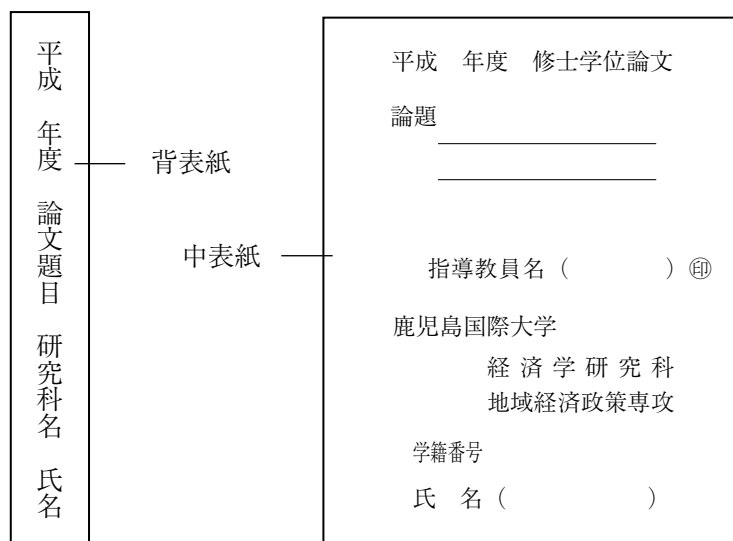 平成　年度　論文題目　研究科名　氏名
背表紙
中表紙
平成　年度　修士学位論文
論題
指導教員名（　　　　）㊞
鹿児島国際大学
経済学研究科
地域経済政策専攻
学籍番号
氏　名（　　　　　　）